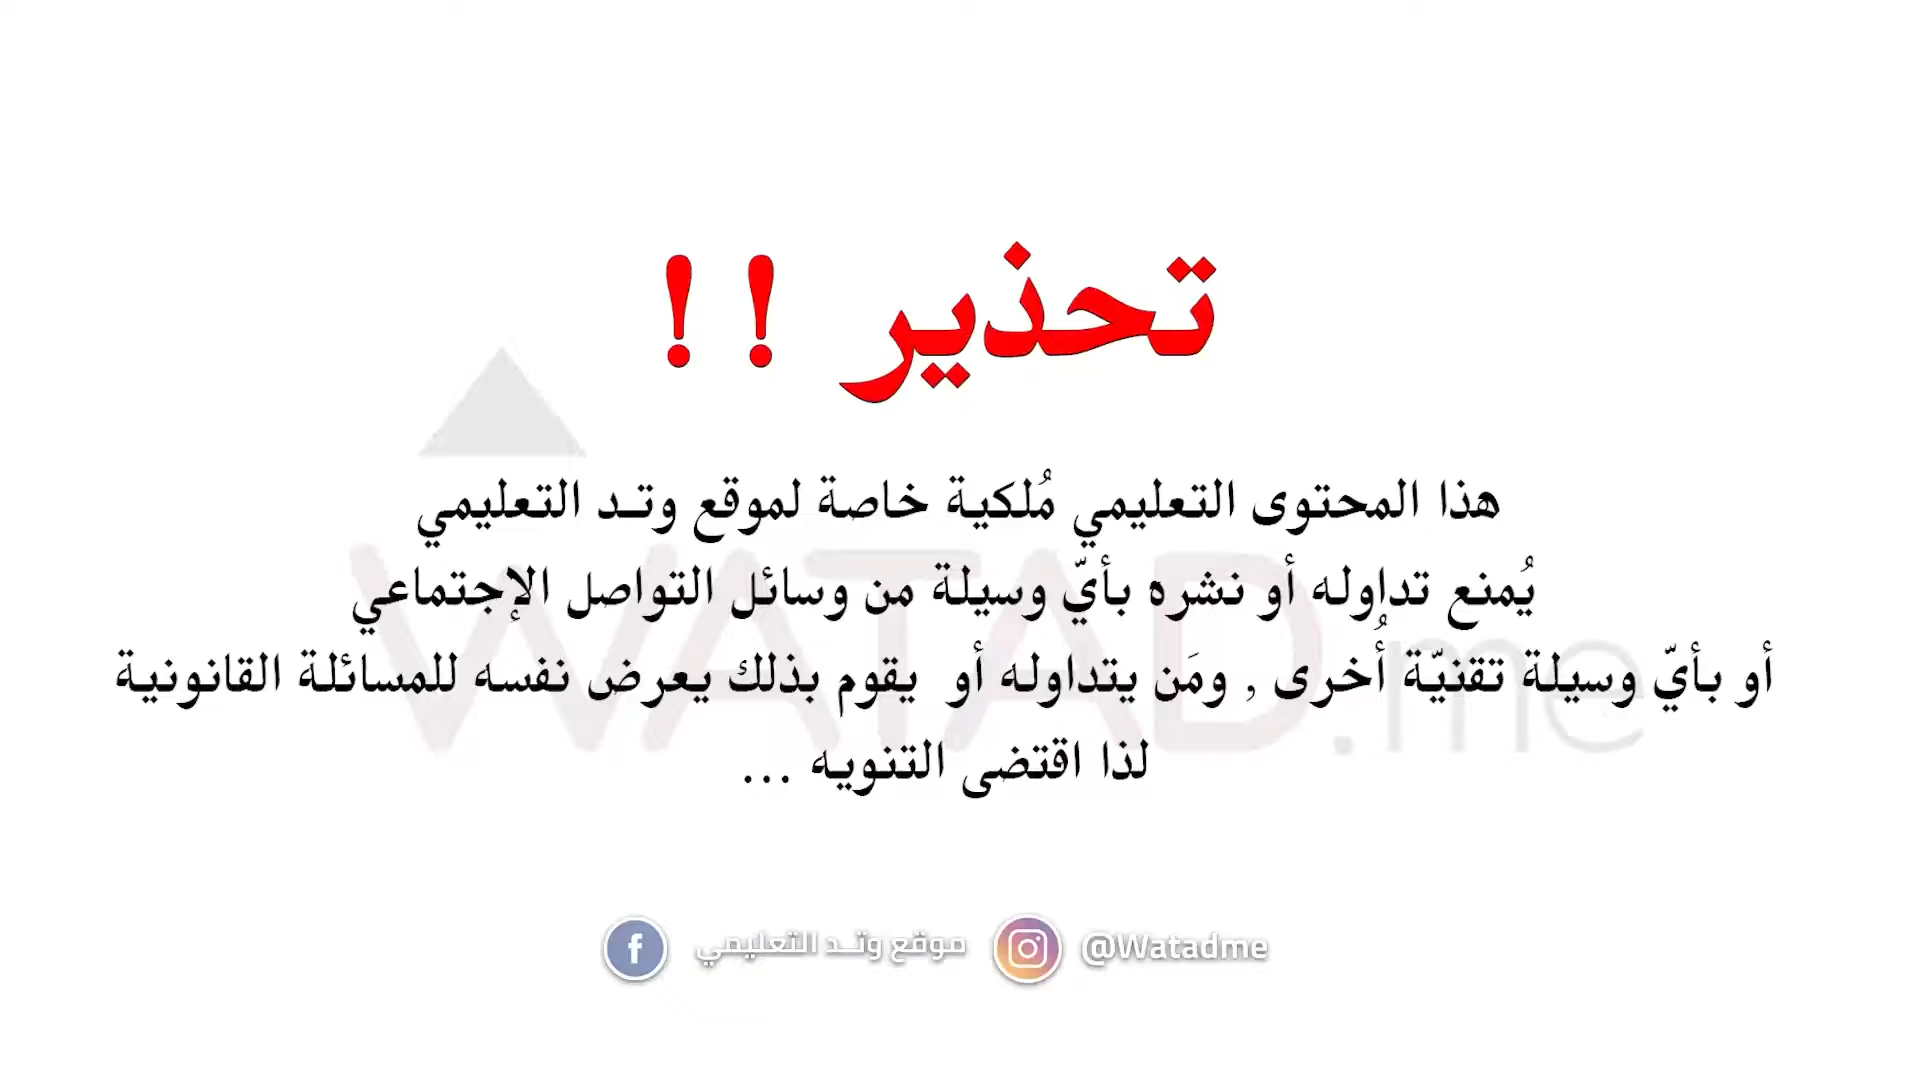 تحذير ! !
هذا المحتوى التعليمي مُلكية خاصة لموقع وتـد التعليمي
يُمنع تداوله أو نشره بأيّ وسيلة من وسائل التواصل الإجتماعي
أو بأيّ وسيلة تقنيّة أُخرى , ومَن يتداوله أو يقوم بذلك يعرض نفسه للمسائلة القانونية
لذا اقتضى التنويه ...
WATAD.me
موقع وتـد التعليمي @Watadme